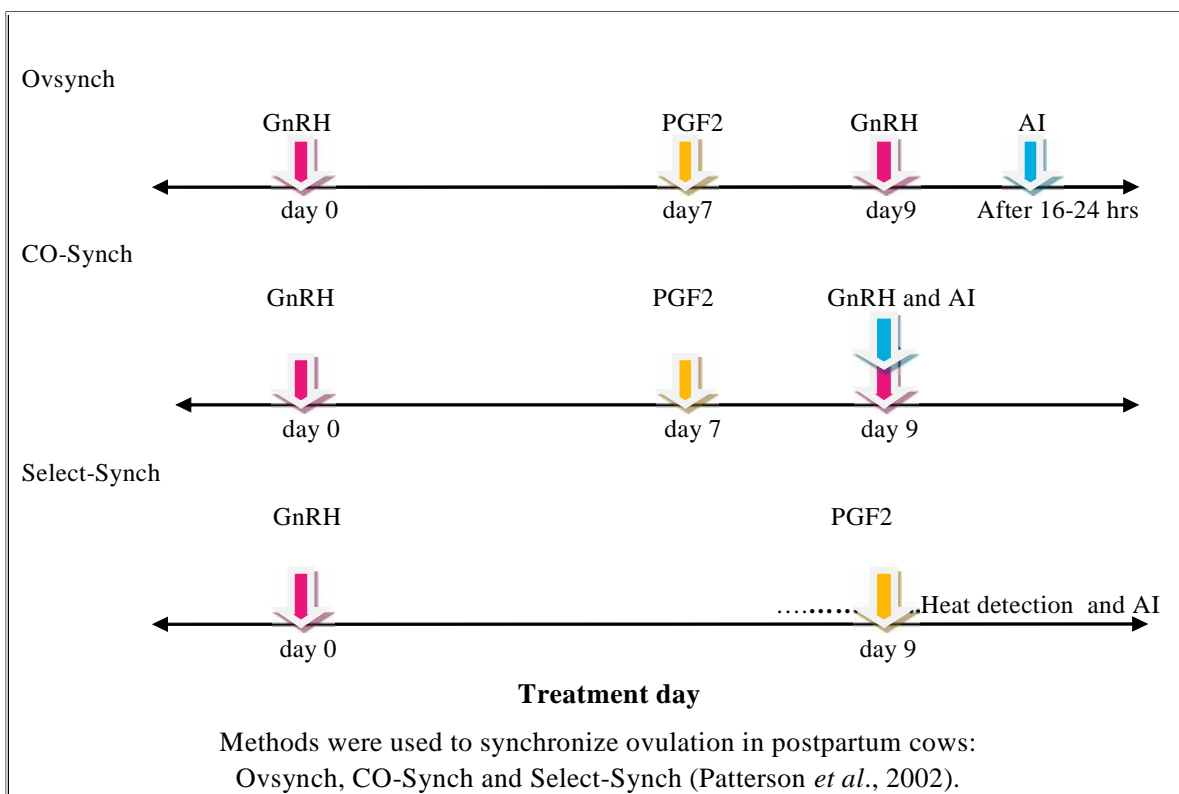 Ovsynch
GnRH PGF2 GnRH AI
day 0 day7 day9 After 16-24 hrs
CO-Synch
GnRH PGF2 GnRH and AI
day 0 day 7 day 9
Select-Synch
GnRH PGF2
....…….. ..Heat detection and AI
day 0 day 9
Treatment day
Methods were used to synchronize ovulation in postpartum cows:
Ovsynch, CO-Synch and Select-Synch (Patterson et al., 2002).